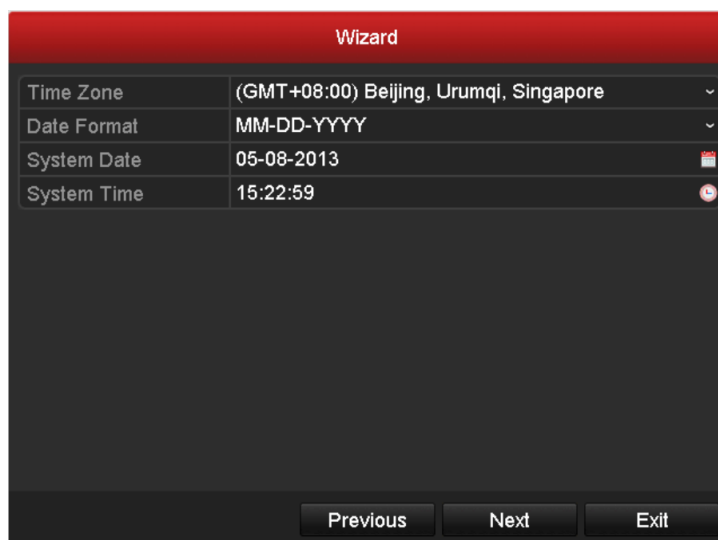 Wizard
Time Zone (GMT+08:00) Beijing, Urumqi, Singapore
Date Format MM-DD-YYYY
System Date 05-08-2013
System Time 15:22:59
Previous Next Exit